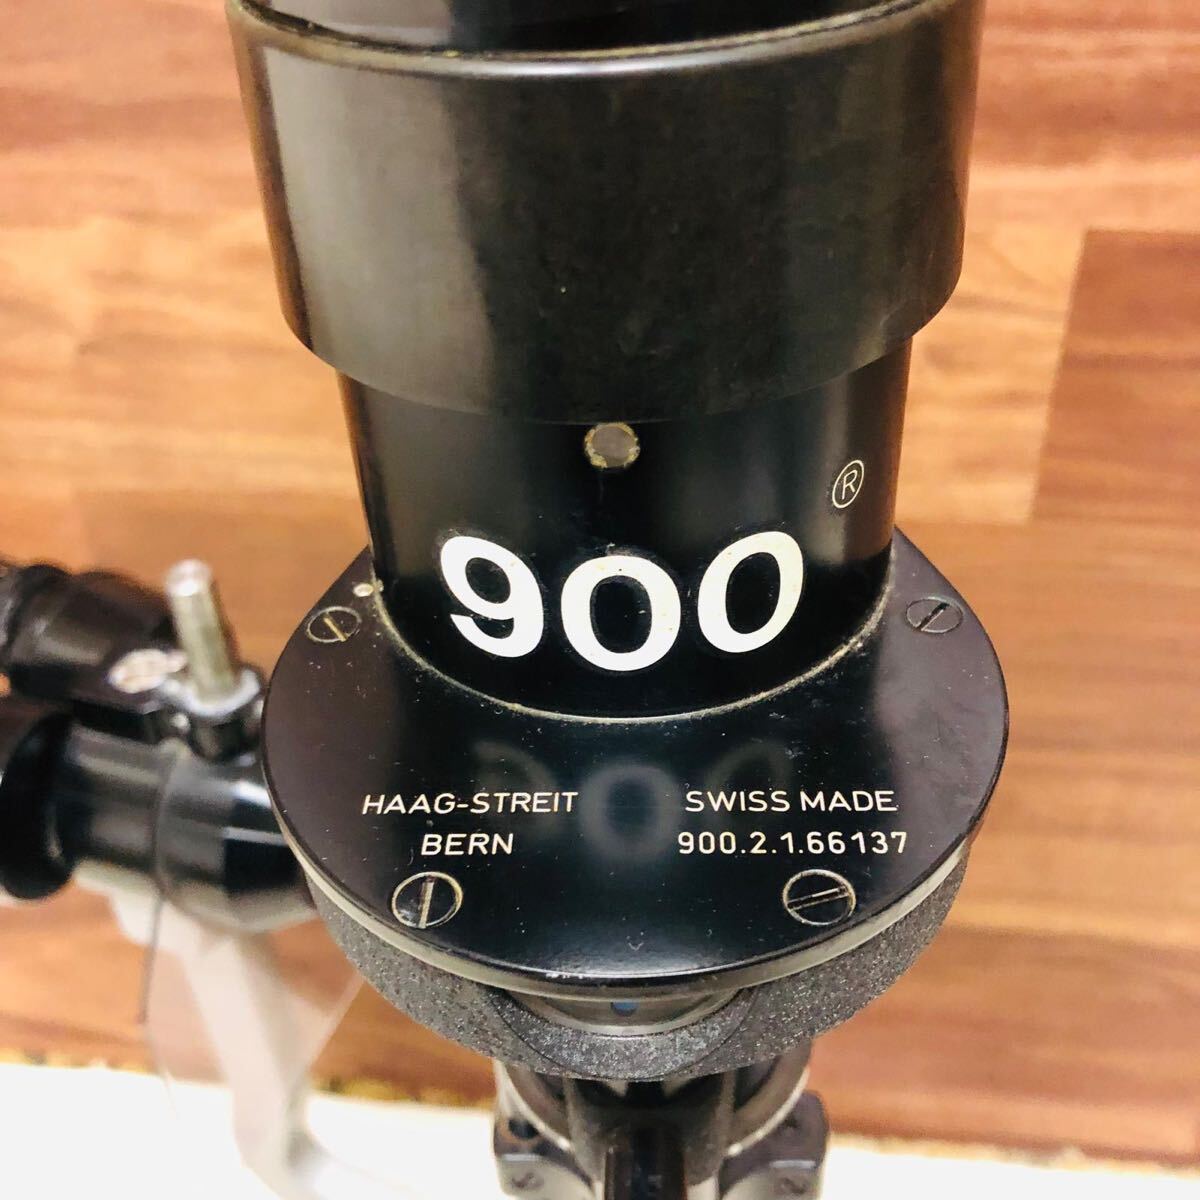 ®
900
HAAG-STREIT
BERN
SWISS MADE
900.2.1.66137